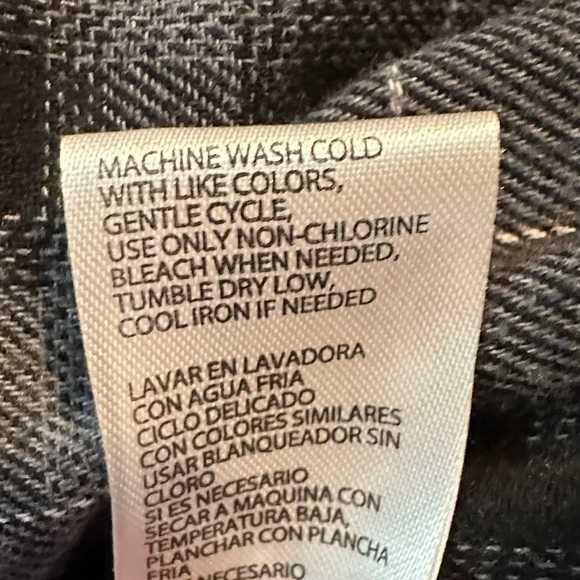 MACHINE WASH COLD
WITH LIKE COLORS,
GENTLE CYCLE,
USE ONLY NON-CHLORINE
BLEACH WHEN NEEDED,
TUMBLE DRY LOW,
COOL IRON IF NEEDED
LAVAR EN LAVADORA
CON AGUA FRIA
CICLO DELICADO
CON COLORES SIMILARES
USAR BLANQUEADOR SIN
CLORO
SI ES NECESARIO
SECAR A MAQUINA CON
TEMPERATURA BAJA,
PLANCHAR CON PLANCHA
FRIA
NECESARIO